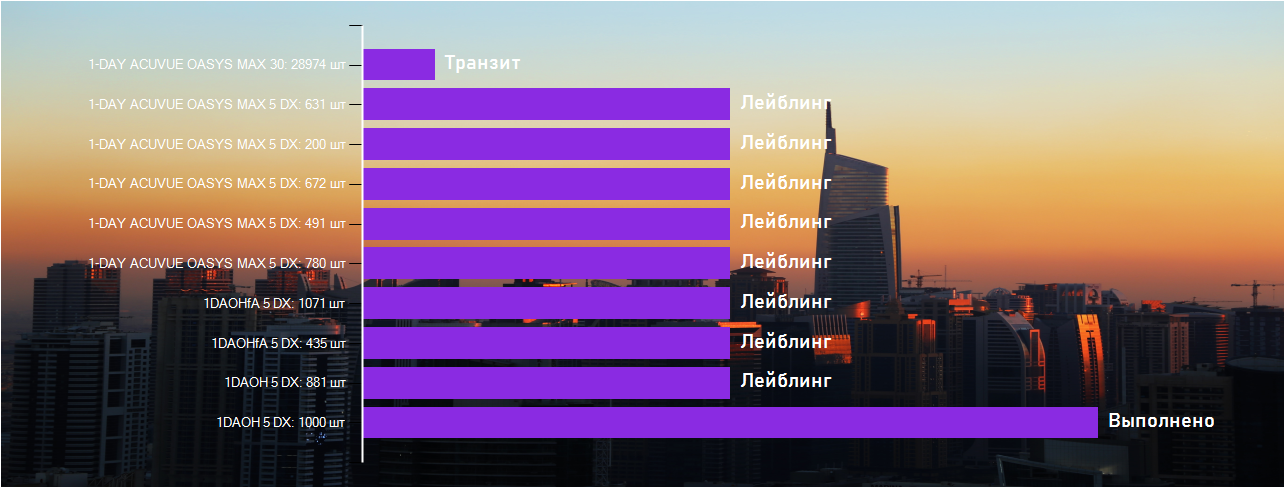 1-DAY ACUVUE OASYS MAX 30: 28974 шт Транзит
1-DAY ACUVUE OASYS MAX 5 DX: 631 шт Лейблинг
1-DAY ACUVUE OASYS MAX 5 DX: 200 шт Лейблинг
1-DAY ACUVUE OASYS MAX 5 DX: 672 шт Лейблинг
1-DAY ACUVUE OASYS MAX 5 DX: 491 шт Лейблинг
1-DAY ACUVUE OASYS MAX 5 DX: 780 шт Лейблинг
1DAOHfA 5 DX: 1071 шт Лейблинг
1DAOHfA 5 DX: 435 шт Лейблинг
1DAOH 5 DX: 881 шт Лейблинг
1DAOH 5 DX: 1000 шт Выполнено